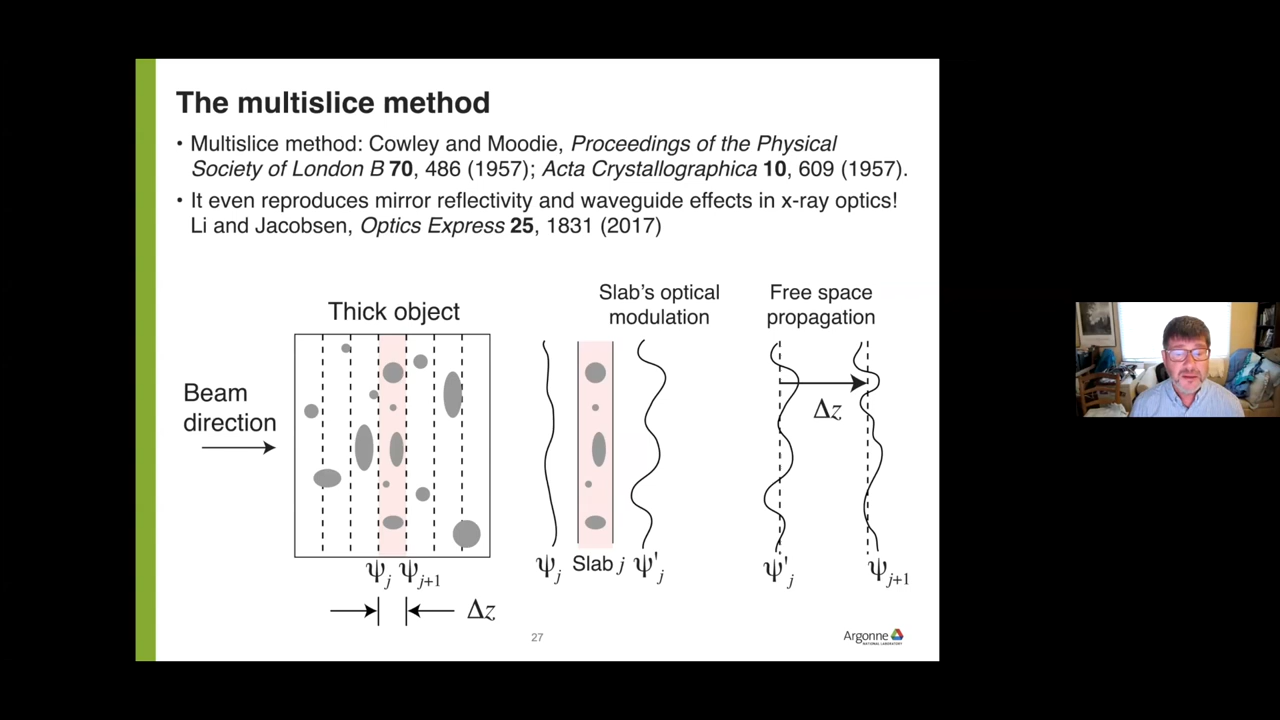 The multislice method
• Multislice method: Cowley and Moodie, Proceedings of the Physical
Society of London B 70, 486 (1957); Acta Crystallographica 10, 609 (1957).
• It even reproduces mirror reflectivity and waveguide effects in x-ray optics!
Li and Jacobsen, Optics Express 25, 1831 (2017)
Thick object
Beam
direction
ψj ψj+1
Δz
Slab's optical
modulation
ψj Slab j ψ'j
Free space
propagation
Δz
ψ'j ψj+1
27
Argonne
NATIONAL LABORATORY